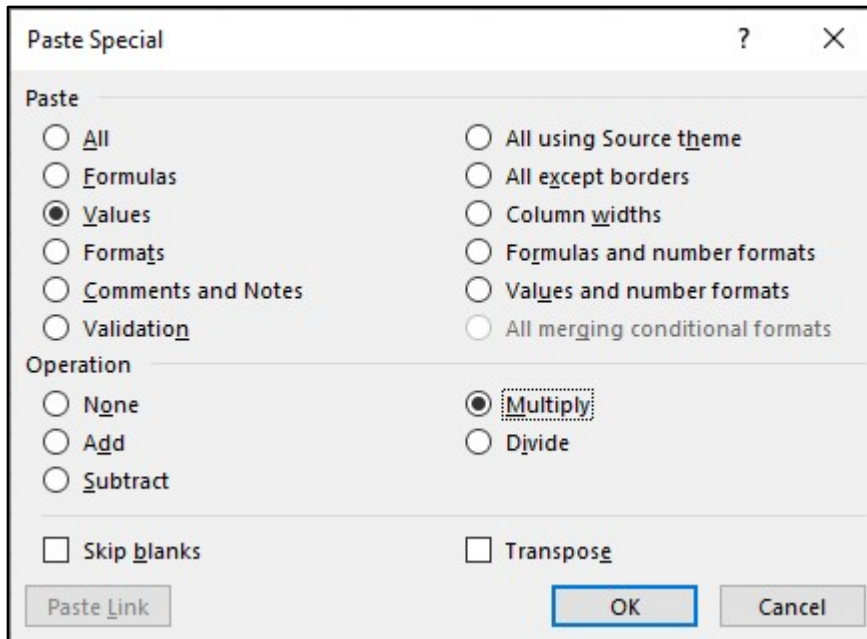 Paste Special ?
Paste
All
Formulas
Values
Formats
Comments and Notes
Validation
All using Source theme
All except borders
Column widths
Formulas and number formats
Values and number formats
All merging conditional formats
Operation
None
Add
Subtract
Multiply
Divide
Skip blanks
Transpose
Paste Link
OK
Cancel